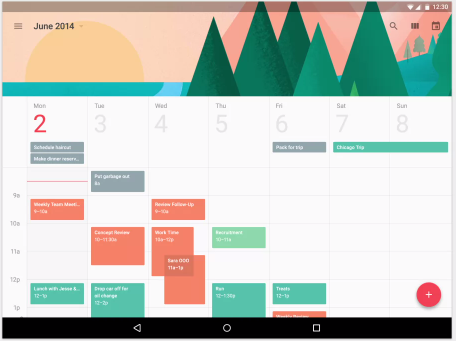 12:30
June 2014
Mon
Tue
Wed
Thu
Fri
Sat
Sun
2
3
4
5
6
7
8
Schedule haircut
Make dinner reserv...
Pack for trip
Chicago Trip
Put garbage out
8a
9a
Weekly Team Meeti...
9–10a
Review Follow-Up
9–10a
10a
Concept Review
10–11:30a
Work Time
10a–12p
Recruitment
10–11p
11a
Sara OOO
11a–1p
12p
Lunch with Jesse &...
12–1p
Drop car off for
oil change
12–2p
Run
12–1:30p
Treats
12–1p
1p